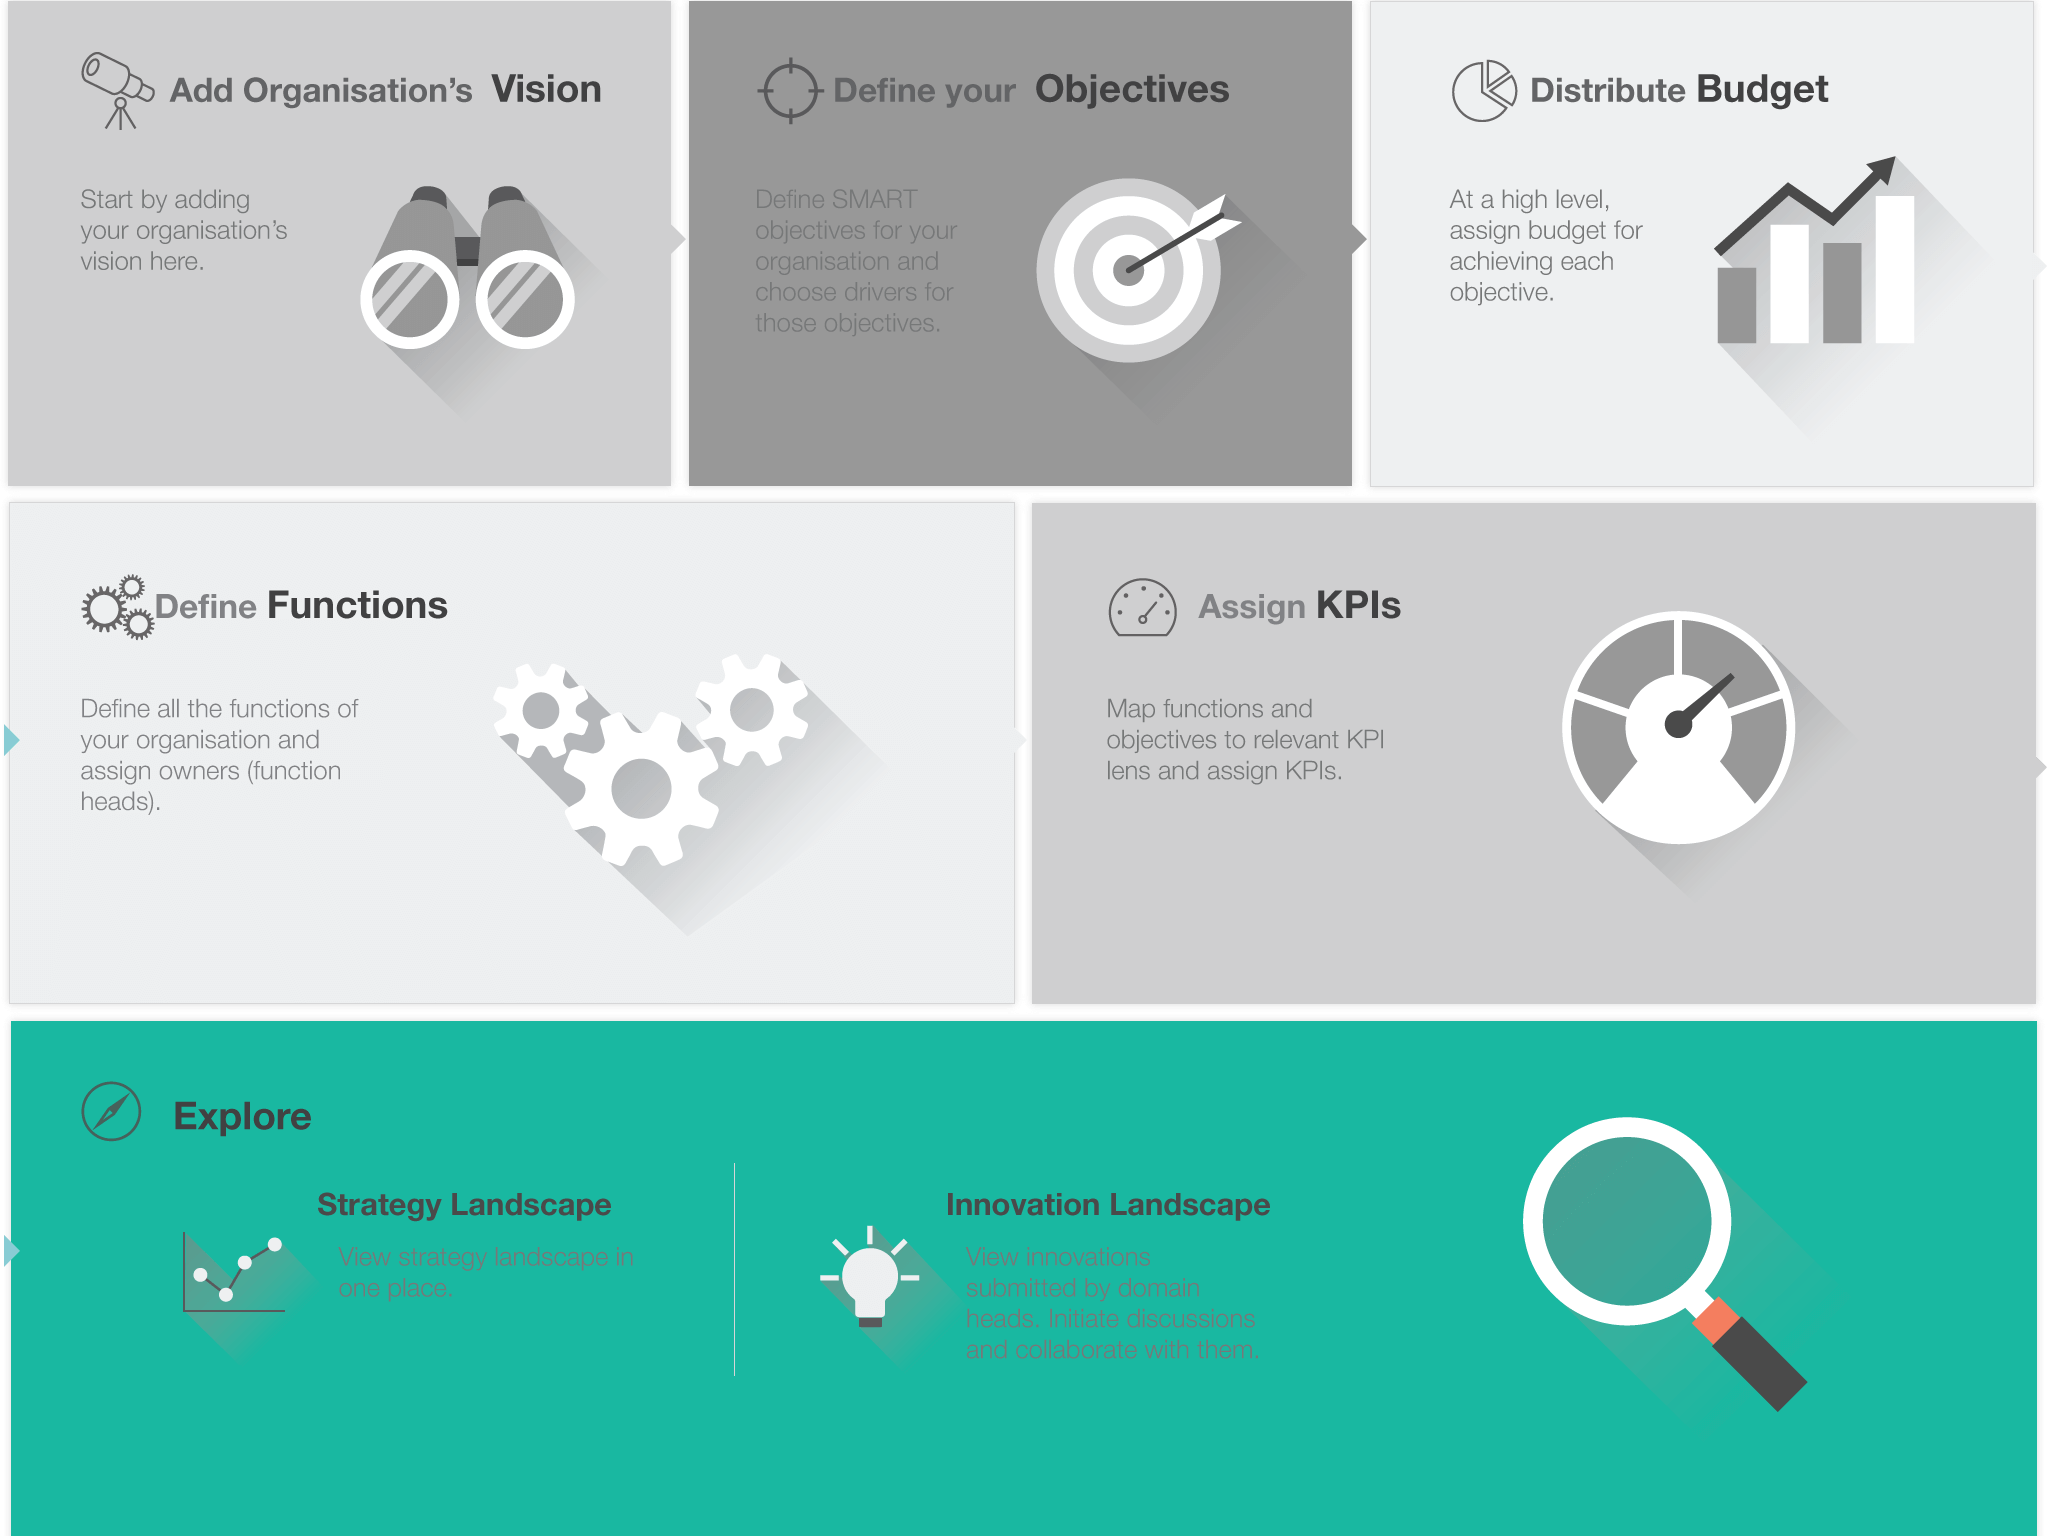 Add Organisation's Vision
Start by adding
your organisation's
vision here.
Define your Objectives
Define SMART
objectives for your
organisation and
choose drivers for
those objectives.
Distribute Budget
At a high level,
assign budget for
achieving each
objective.
Define Functions
Define all the functions of
your organisation and
assign owners (function
heads).
Assign KPIs
Map functions and
objectives to relevant KPI
lens and assign KPIs.
Explore
Strategy Landscape
View strategy landscape in
one place.
Innovation Landscape
View innovations
submitted by domain
heads. Initiate discussions
and collaborate with them.